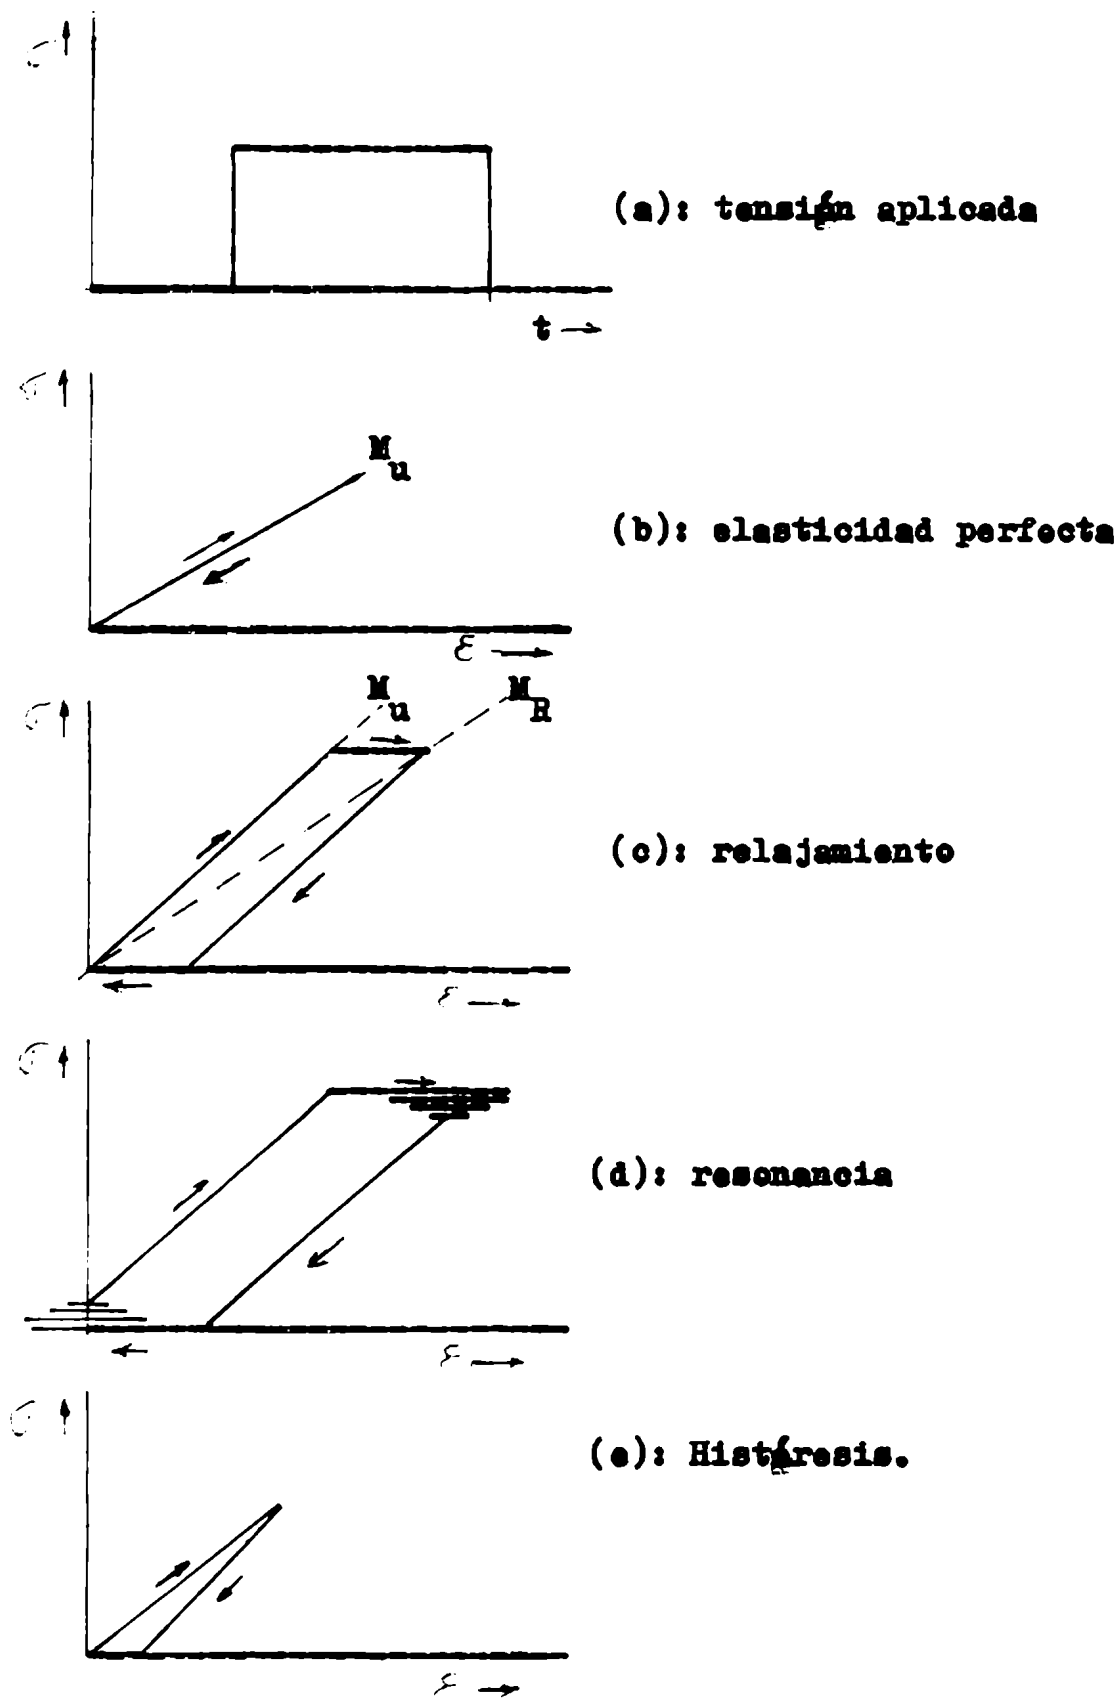 σ
(a): tensión aplicada
t
σ
M
u
(b): elasticidad perfecta
ε
σ
M
u
M
R
(c): relajamiento
ε
σ
(d): resonancia
ε
σ
(e): Histéresis.
ε